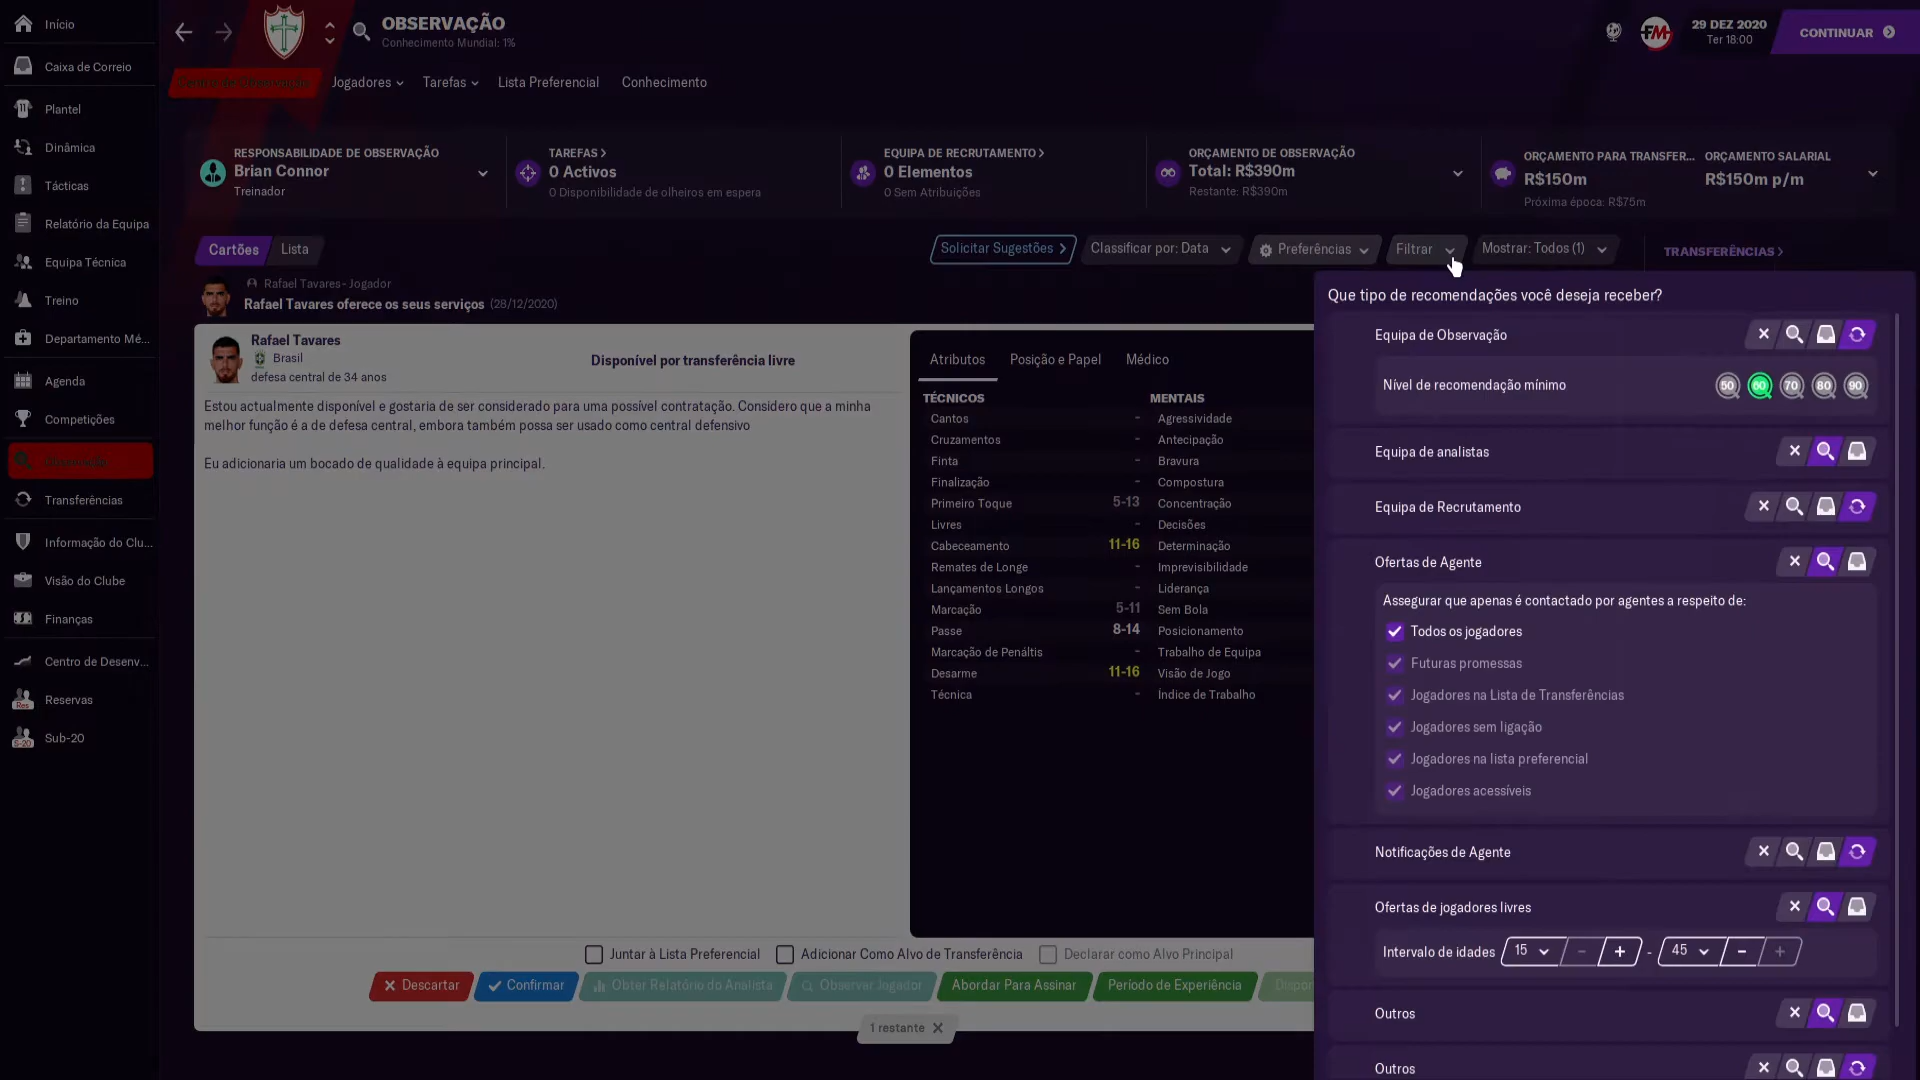 Início
Caixa de Correio
Plantel
Dinâmica
Tácticas
Relatório da Equipa
Equipa Técnica
Treino
Departamento Mé...
Agenda
Competições
Observação
Transferências
Informação do Clu...
Visão do Clube
Finanças
Centro de Desenv...
Res
Reservas
S-20
Sub-20
OBSERVAÇÃO
Conhecimento Mundial: 1%
FM
29 DEZ 2020
Ter 18:00
CONTINUAR
Centro de Observação
Jogadores
Tarefas
Lista Preferencial
Conhecimento
RESPONSABILIDADE DE OBSERVAÇÃO
Brian Connor
Treinador
TAREFAS >
0 Activos
0 Disponibilidade de olheiros em espera
EQUIPA DE RECRUTAMENTO >
0 Elementos
0 Sem Atribuições
ORÇAMENTO DE OBSERVAÇÃO
Total: R$390m
Restante: R$390m
ORÇAMENTO PARA TRANSFER...
R$150m
Próxima época: R$75m
ORÇAMENTO SALARIAL
R$150m p/m
Cartões
Lista
Solicitar Sugestões >
Classificar por: Data
Preferências
Filtrar
Mostrar: Todos (1)
TRANSFERÊNCIAS >
Rafael Tavares - Jogador
Rafael Tavares oferece os seus serviços (28/12/2020)
Rafael Tavares
Brasil
defesa central de 34 anos
Disponível por transferência livre
Estou actualmente disponível e gostaria de ser considerado para uma possível contratação. Considero que a minha
melhor função é a de defesa central, embora também possa ser usado como central defensivo
Eu adicionaria um bocado de qualidade à equipa principal.
Atributos
Posição e Papel
Médico
TÉCNICOS
MENTAIS
Cantos - Agressividade
Cruzamentos - Antecipação
Finta - Bravura
Finalização - Compostura
Primeiro Toque 5-13 Concentração
Livres - Decisões
Cabeceamento 11-16 Determinação
Remates de Longe - Imprevisibilidade
Lançamentos Longos - Liderança
Marcação 5-11 Sem Bola
Passe 8-14 Posicionamento
Marcação de Penáltis - Trabalho de Equipa
Desarme 11-16 Visão de Jogo
Técnica - Índice de Trabalho
Juntar à Lista Preferencial
Adicionar Como Alvo de Transferência
Declarar como Alvo Principal
Descartar
Confirmar
Obter Relatório do Analista
Observar Jogador
Abordar Para Assinar
Período de Experiência
1 restante
Que tipo de recomendações você deseja receber?
Equipa de Observação
Nível de recomendação mínimo 50 60 70 80 90
Equipa de analistas
Equipa de Recrutamento
Ofertas de Agente
Assegurar que apenas é contactado por agentes a respeito de:
Todos os jogadores
Futuras promessas
Jogadores na Lista de Transferências
Jogadores sem ligação
Jogadores na lista preferencial
Jogadores acessíveis
Notificações de Agente
Ofertas de jogadores livres
Intervalo de idades 15 - + - 45 - +
Outros
Outros